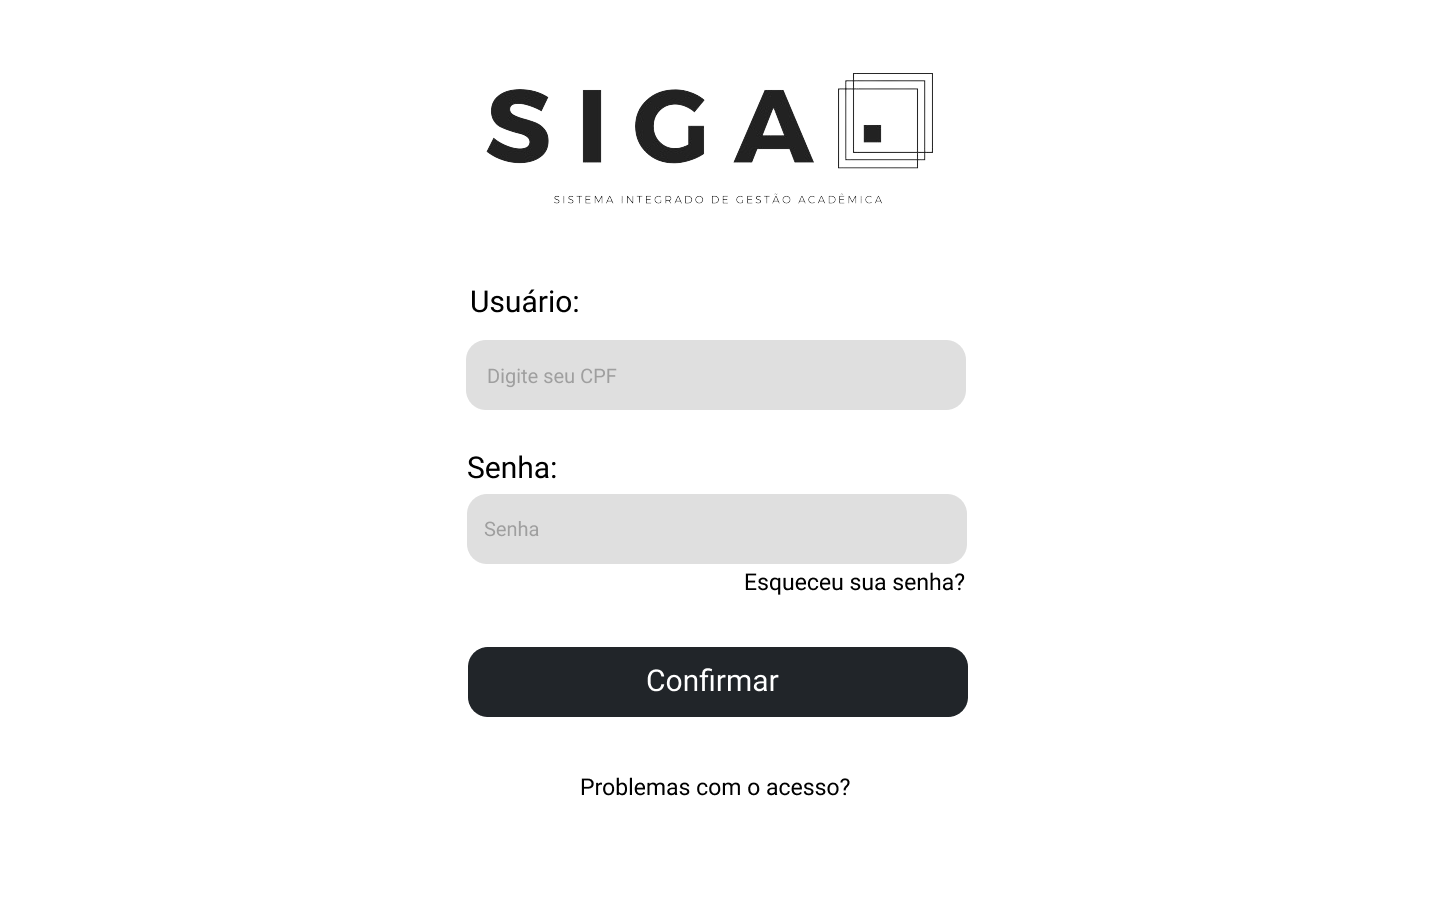 SIGA
SISTEMA INTEGRADO DE GESTÃO ACADÊMICA
Usuário:
Digite seu CPF
Senha:
Senha
Esqueceu sua senha?
Confirmar
Problemas com o acesso?